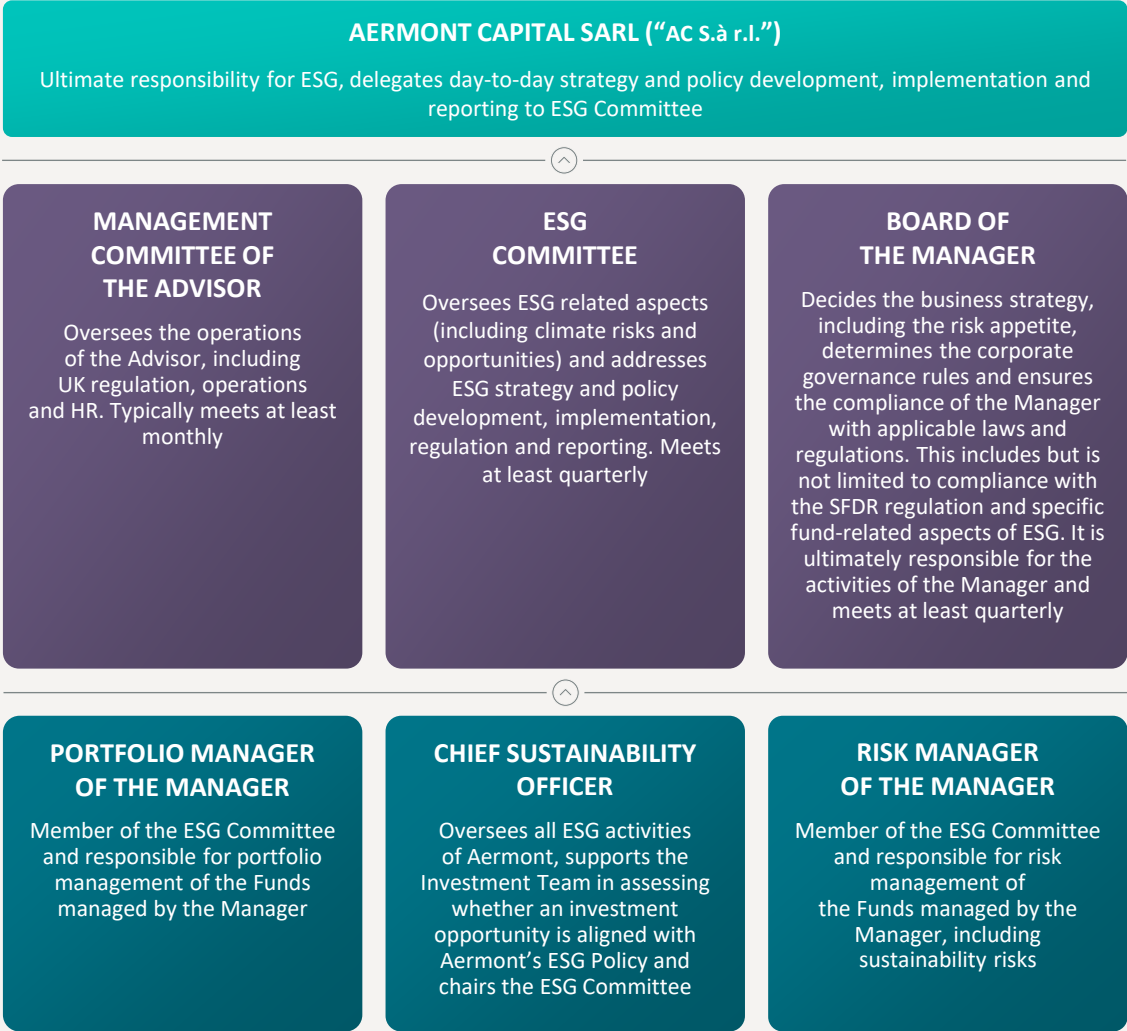 AERMONT CAPITAL SARL (“AC S.à r.l.”)
Ultimate responsibility for ESG, delegates day-to-day strategy and policy development, implementation and
reporting to ESG Committee
MANAGEMENT
COMMITTEE OF
THE ADVISOR
Oversees the operations
of the Advisor, including
UK regulation, operations
and HR. Typically meets at least
monthly
ESG
COMMITTEE
Oversees ESG related aspects
(including climate risks and
opportunities) and addresses
ESG strategy and policy
development, implementation,
regulation and reporting. Meets
at least quarterly
BOARD OF
THE MANAGER
Decides the business strategy,
including the risk appetite,
determines the corporate
governance rules and ensures
the compliance of the Manager
with applicable laws and
regulations. This includes but is
not limited to compliance with
the SFDR regulation and specific
fund-related aspects of ESG. It is
ultimately responsible for the
activities of the Manager and
meets at least quarterly
PORTFOLIO MANAGER
OF THE MANAGER
Member of the ESG Committee
and responsible for portfolio
management of the Funds
managed by the Manager
CHIEF SUSTAINABILITY
OFFICER
Oversees all ESG activities
of Aermont, supports the
Investment Team in assessing
whether an investment
opportunity is aligned with
Aermont’s ESG Policy and
chairs the ESG Committee
RISK MANAGER
OF THE MANAGER
Member of the ESG Committee
and responsible for risk
management of
the Funds managed by the
Manager, including
sustainability risks